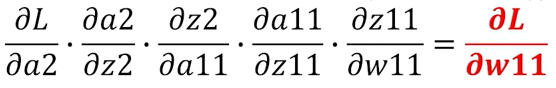 ∂L/∂a2 · ∂a2/∂z2 · ∂z2/∂a11 · ∂a11/∂z11 · ∂z11/∂w11 = ∂L/∂w11